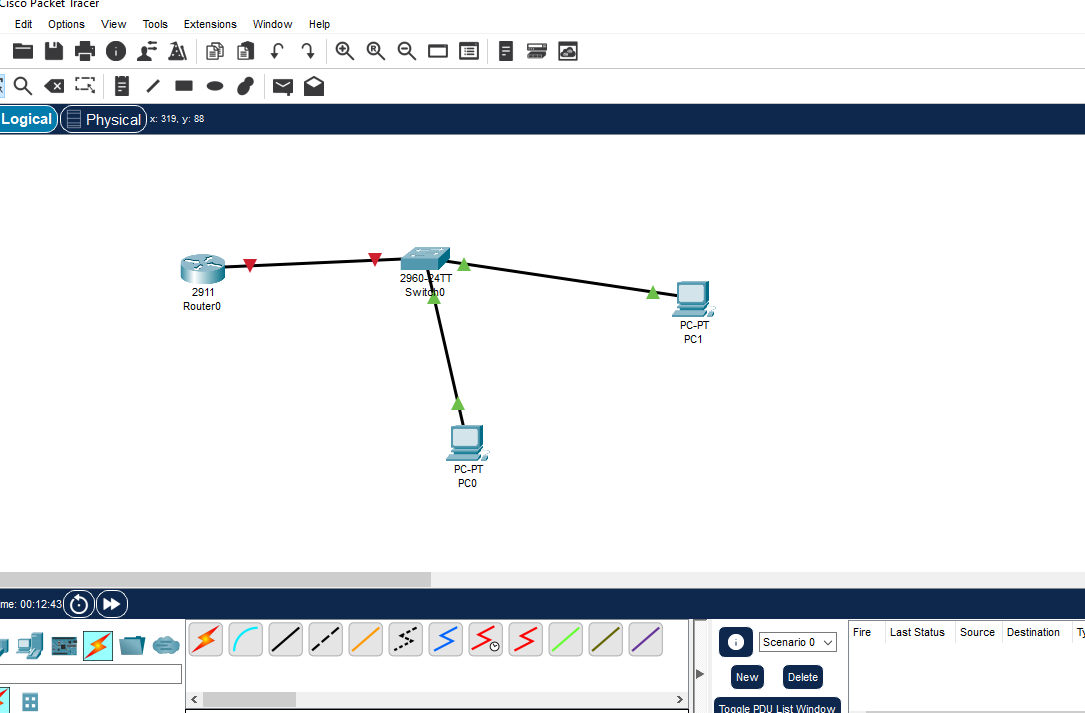 Cisco Packet Tracer
Edit Options View Tools Extensions Window Help
Logical Physical x: 319, y: 88
2911
Router0
2960-24TT
Switch0
PC-PT
PC1
PC-PT
PC0
me: 00:12:43
Scenario 0
New Delete
Toggle PDU List Window
Fire Last Status Source Destination Ty